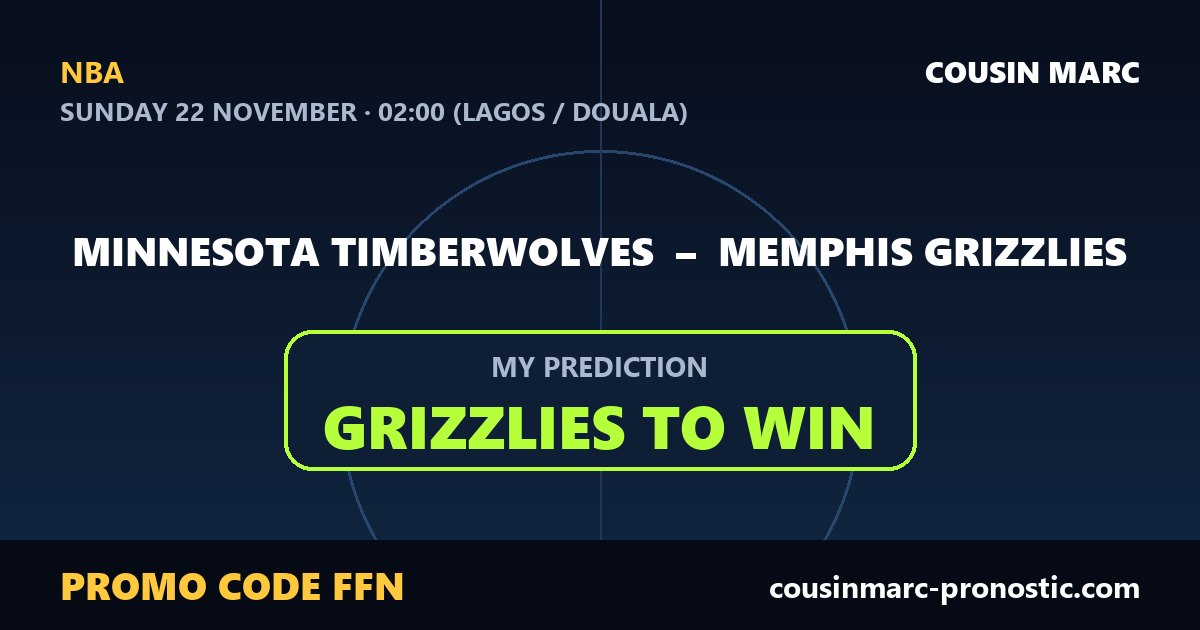 NBA
COUSIN MARC
SUNDAY 22 NOVEMBER · 02:00 (LAGOS / DOUALA)
MINNESOTA TIMBERWOLVES – MEMPHIS GRIZZLIES
MY PREDICTION
GRIZZLIES TO WIN
PROMO CODE FFN
cousinmarc-pronostic.com